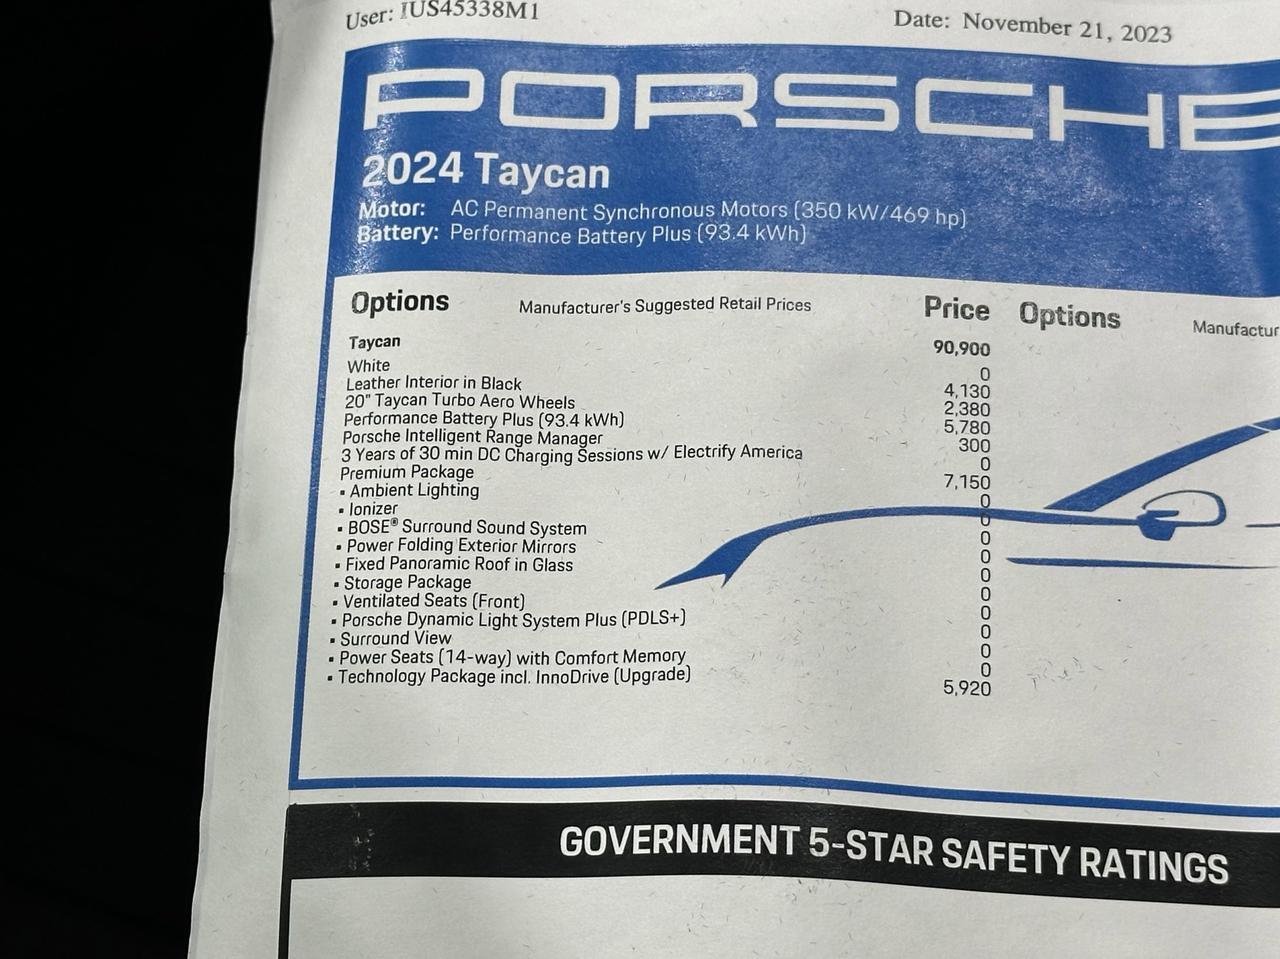 User: IUS45338M1
Date: November 21, 2023
PORSCHE
2024 Taycan
Motor: AC Permanent Synchronous Motors (350 kW/469 hp)
Battery: Performance Battery Plus (93.4 kWh)
Options Manufacturer's Suggested Retail Prices Price Options
Taycan 90,900
White 0
Leather Interior in Black 4,130
20" Taycan Turbo Aero Wheels 2,380
Performance Battery Plus (93.4 kWh) 5,780
Porsche Intelligent Range Manager 300
3 Years of 30 min DC Charging Sessions w/ Electrify America 0
Premium Package 7,150
▪ Ambient Lighting 0
▪ Ionizer 0
▪ BOSE® Surround Sound System 0
▪ Power Folding Exterior Mirrors 0
▪ Fixed Panoramic Roof in Glass 0
▪ Storage Package 0
▪ Ventilated Seats (Front) 0
▪ Porsche Dynamic Light System Plus (PDLS+) 0
▪ Surround View 0
▪ Power Seats (14-way) with Comfort Memory 0
▪ Technology Package incl. InnoDrive (Upgrade) 5,920
GOVERNMENT 5-STAR SAFETY RATINGS